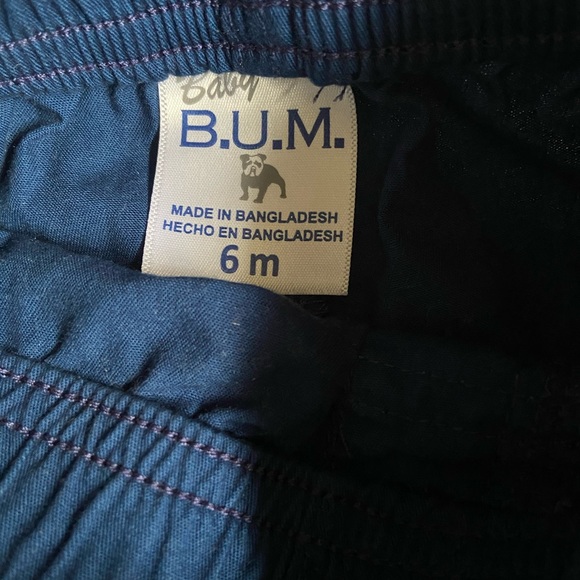 Baby
B.U.M.
MADE IN BANGLADESH
HECHO EN BANGLADESH
6 m